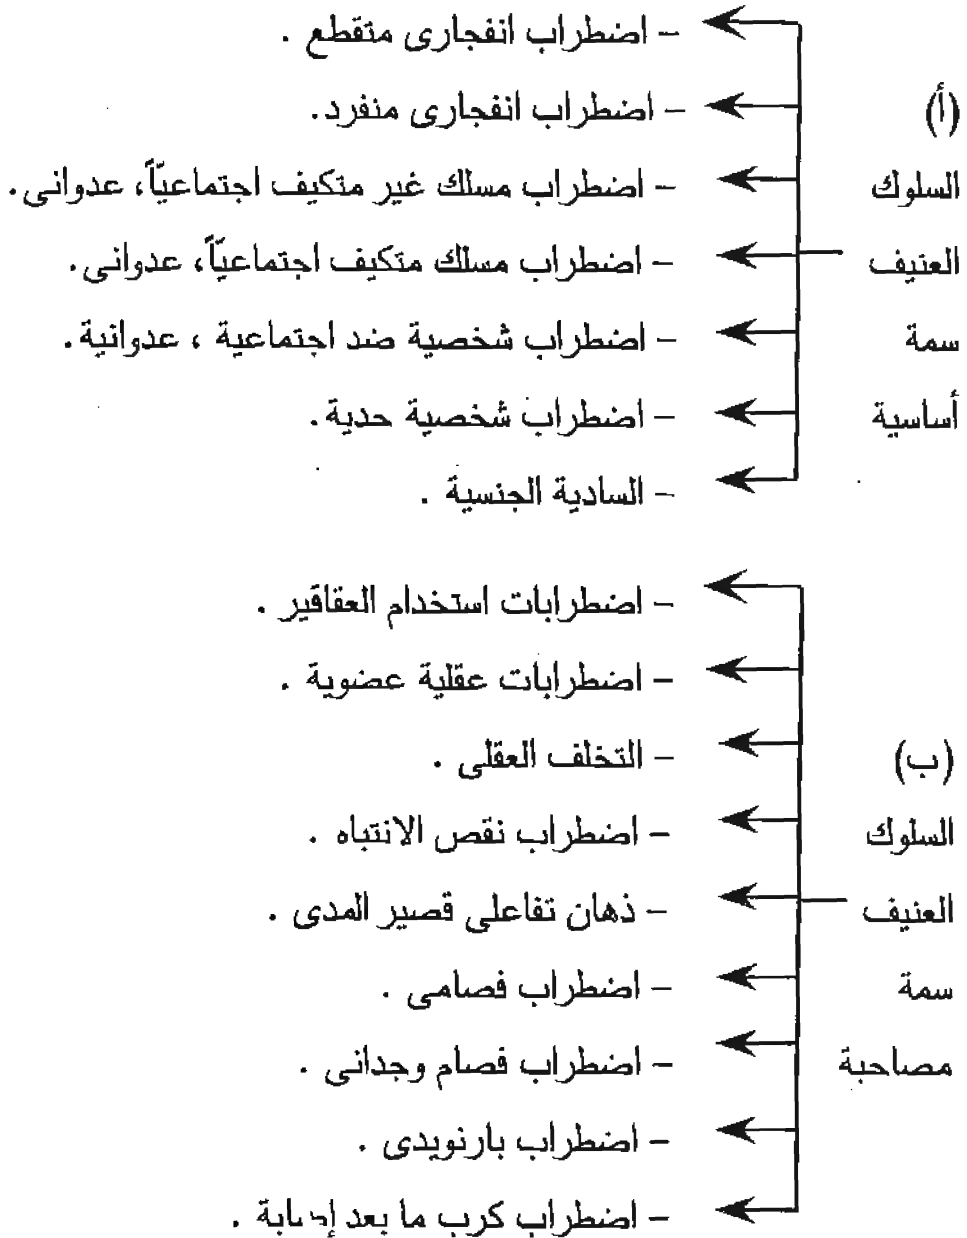 (أ)
السلوك
العنيف
سمة
أساسية
– اضطراب انفجارى متقطع .
– اضطراب انفجارى منفرد.
– اضطراب مسلك غير متكيف اجتماعيّاً، عدوانى.
– اضطراب مسلك متكيف اجتماعيّاً، عدوانى.
– اضطراب شخصية ضد اجتماعية ، عدوانية.
– اضطراب شخصية حدية.
– السادية الجنسية .
(ب)
السلوك
العنيف
سمة
مصاحبة
– اضطرابات استخدام العقاقير .
– اضطرابات عقلية عضوية .
– التخلف العقلى .
– اضطراب نقص الانتباه .
– ذهان تفاعلى قصير المدى .
– اضطراب فصامى .
– اضطراب فصام وجدانى .
– اضطراب بارنويدى .
– اضطراب كرب ما بعد إصابة .